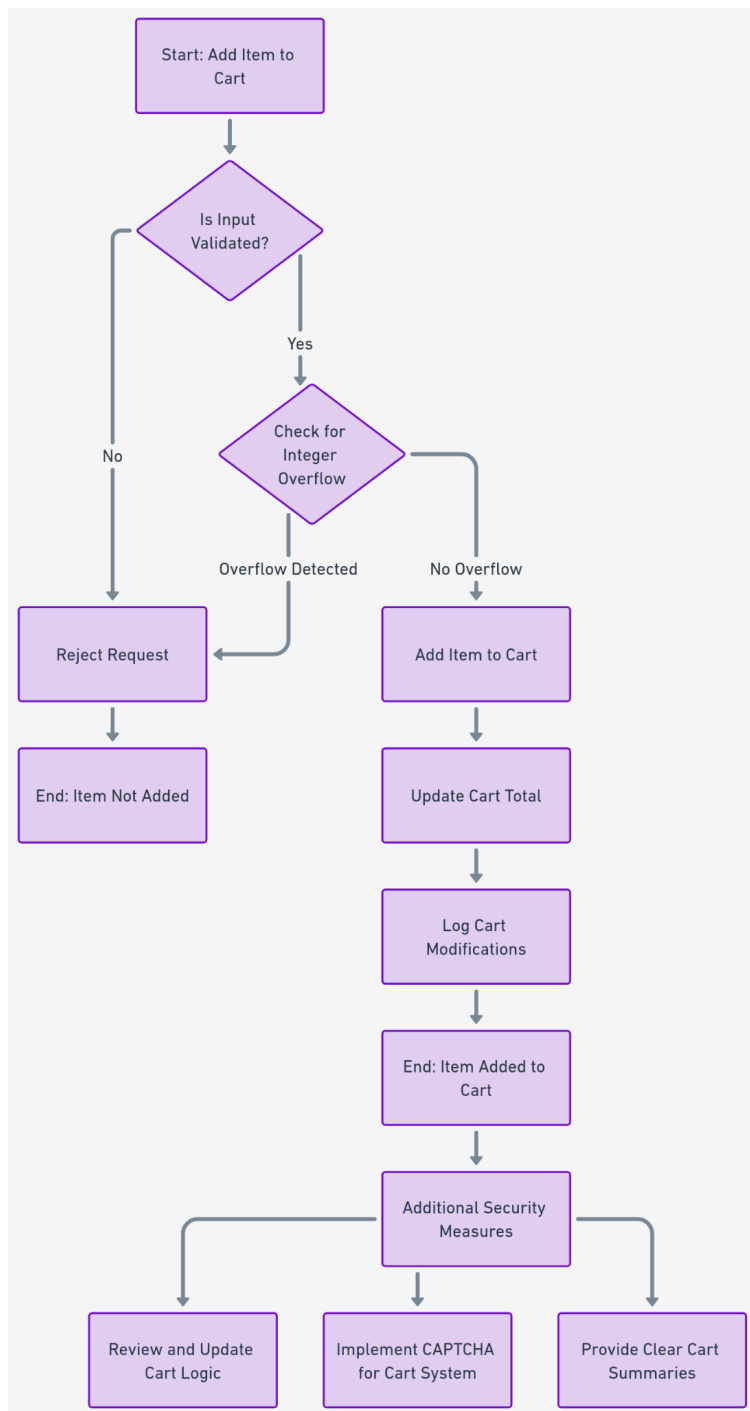 Start: Add Item to
Cart
Is Input
Validated?
Yes
Check for
Integer
Overflow
No
Overflow Detected
No Overflow
Reject Request
Add Item to Cart
End: Item Not Added
Update Cart Total
Log Cart
Modifications
End: Item Added to
Cart
Additional Security
Measures
Review and Update
Cart Logic
Implement CAPTCHA
for Cart System
Provide Clear Cart
Summaries